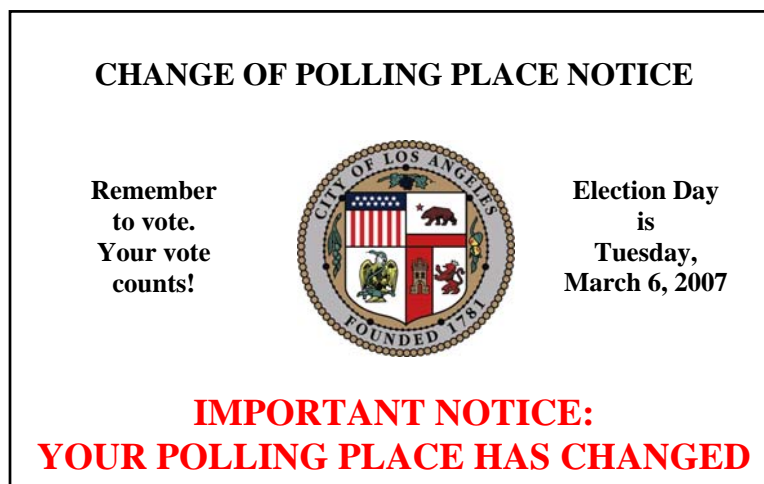 CHANGE OF POLLING PLACE NOTICE
Remember
to vote.
Your vote
counts!
CITY OF LOS ANGELES
FOUNDED 1781
Election Day
is
Tuesday,
March 6, 2007
IMPORTANT NOTICE:
YOUR POLLING PLACE HAS CHANGED